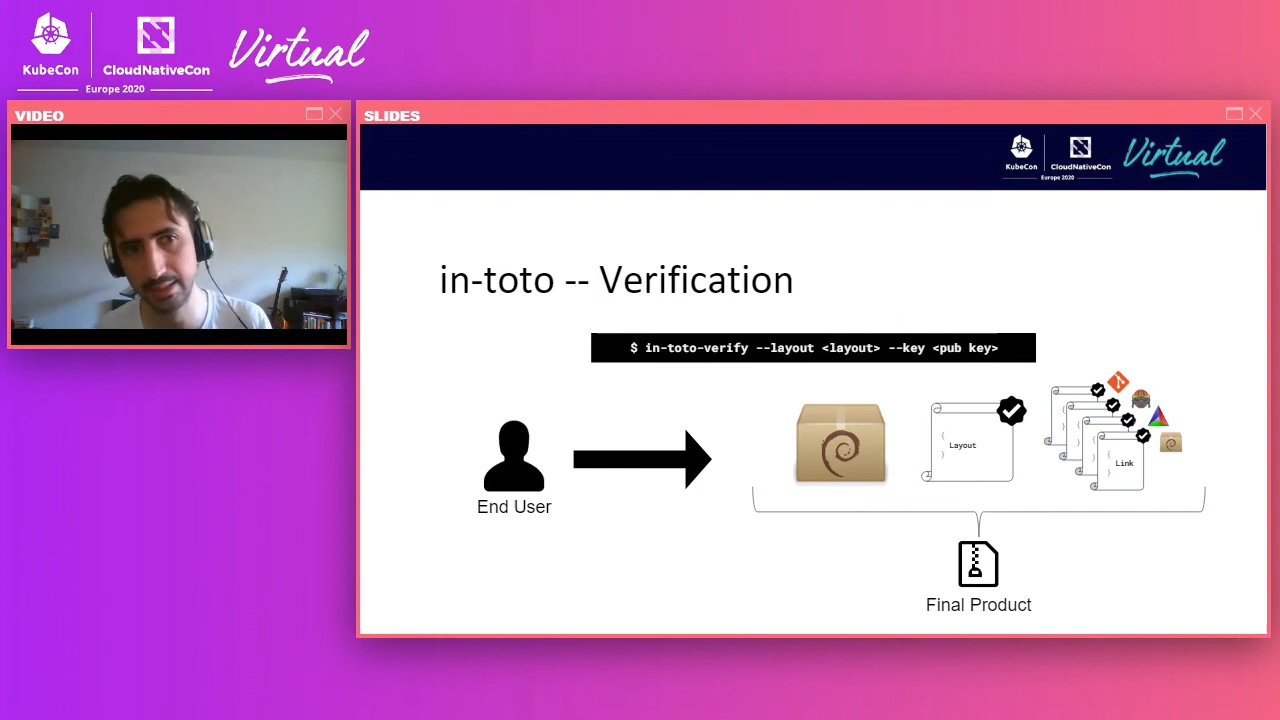 KubeCon
CloudNativeCon
Europe 2020
Virtual
VIDEO
SLIDES
KubeCon
CloudNativeCon
Europe 2020
Virtual
in-toto -- Verification
$ in-toto-verify --layout <layout> --key <pub key>
{
Layout
}
{
Link
}
End User
Final Product